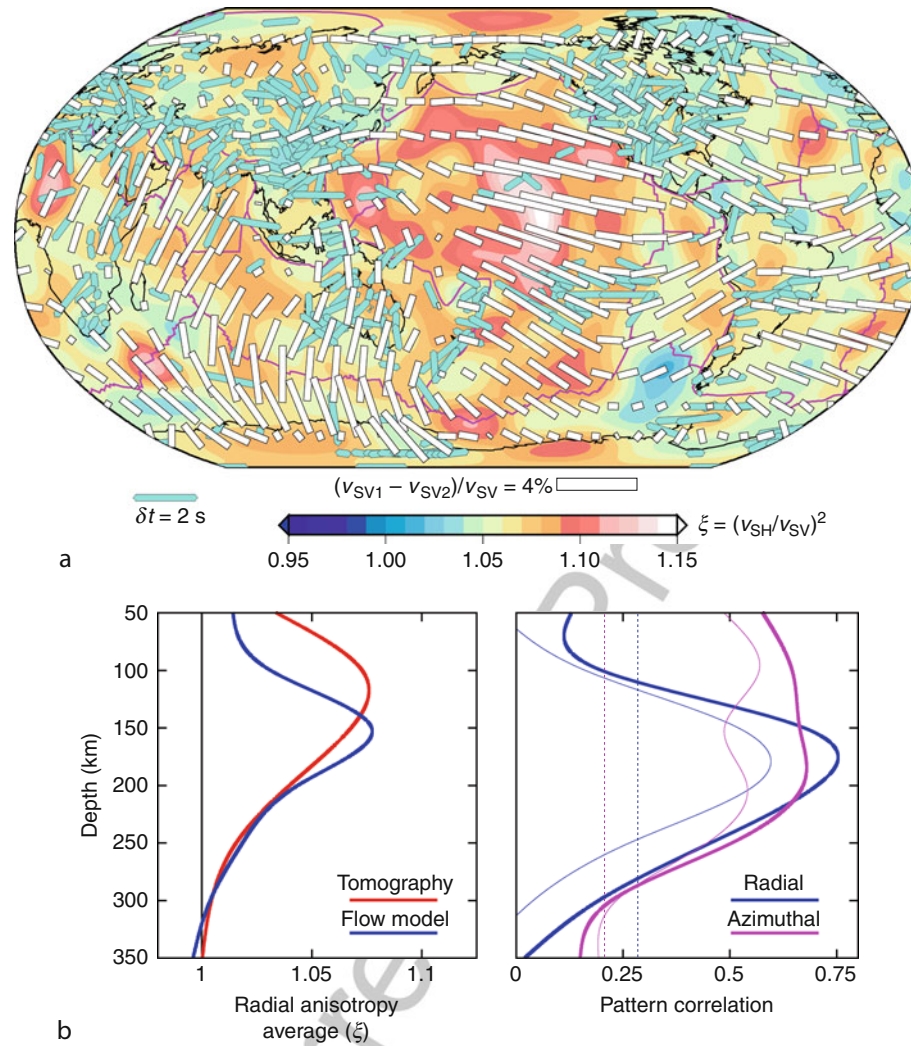 (vSV1 − vSV2)/vSV = 4%
δt = 2 s
ξ = (vSH/vSV)²
0.95 1.00 1.05 1.10 1.15
a
50
100
150
200
250
300
350
Depth (km)
Tomography
Flow model
1 1.05 1.1
Radial anisotropy
average (ξ)
Radial
Azimuthal
0 0.25 0.5 0.75
Pattern correlation
b
Pr